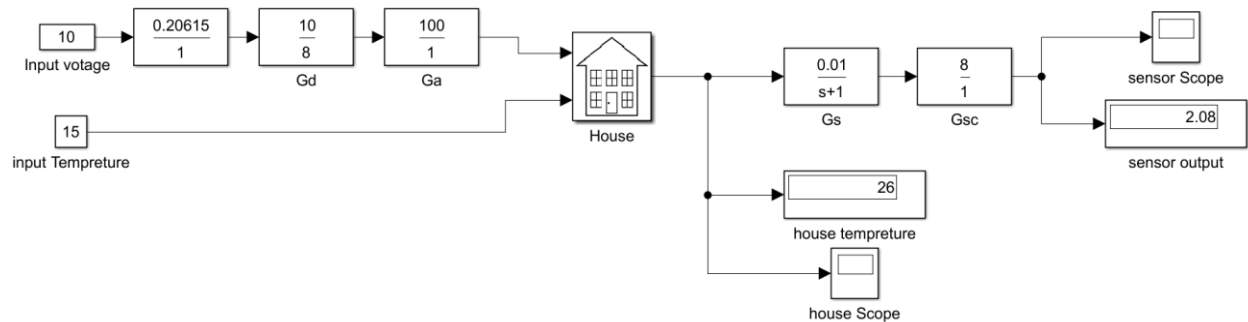 10
Input votage
0.20615
1
10
8
Gd
100
1
Ga
15
input Tempreture
House
0.01
s+1
Gs
8
1
Gsc
sensor Scope
2.08
sensor output
26
house tempreture
house Scope